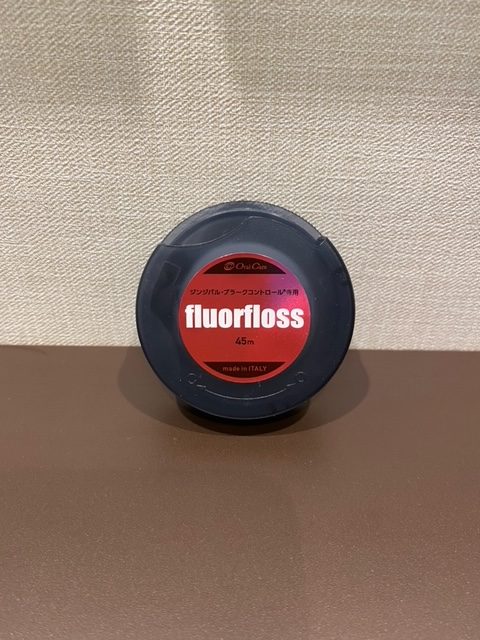 Oral Care
ジンジバル・プラークコントロール®専用
fluorfloss
45m
made in ITALY